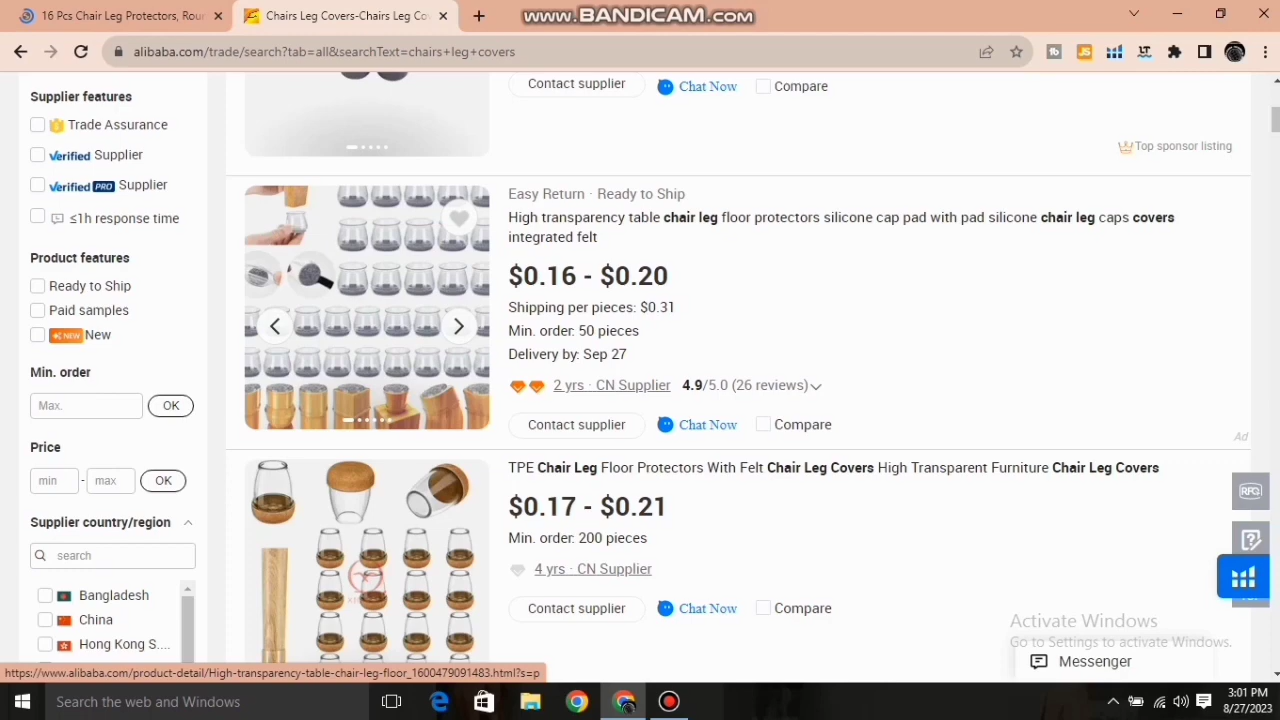 16 Pcs Leg Protectors, Rour
Chairs Leg Covers-Chairs Leg Cov
www.BANDICAM.com
alibaba.com/trade/search?tab=all&searchText=chairs+leg+covers
Supplier features
Trade Assurance
Verified Supplier
Verified PRO Supplier
≤1h response time
Product features
Ready to Ship
Paid samples
NEW New
Min. order
Max.
OK
Price
min
-
max
OK
Supplier country/region
search
Bangladesh
China
Hong Kong S....
Contact supplier
Chat Now
Compare
Top sponsor listing
Easy Return · Ready to Ship
High transparency table chair leg floor protectors silicone cap pad with pad silicone chair leg caps covers
integrated felt
$0.16 - $0.20
Shipping per pieces: $0.31
Min. order: 50 pieces
Delivery by: Sep 27
2 yrs · CN Supplier 4.9/5.0 (26 reviews)
Contact supplier
Chat Now
Compare
Ad
TPE Chair Leg Floor Protectors With Felt Chair Leg Covers High Transparent Furniture Chair Leg Covers
$0.17 - $0.21
Min. order: 200 pieces
4 yrs · CN Supplier
Contact supplier
Chat Now
Compare
RFQ
Activate Windows
Go to Settings to activate Windows.
Messenger
https://www.alibaba.com/product-detail/High-transparency-table-chair-leg-floor_1600479091483.html?s=p
Search the web and Windows
3:01 PM
8/27/2023